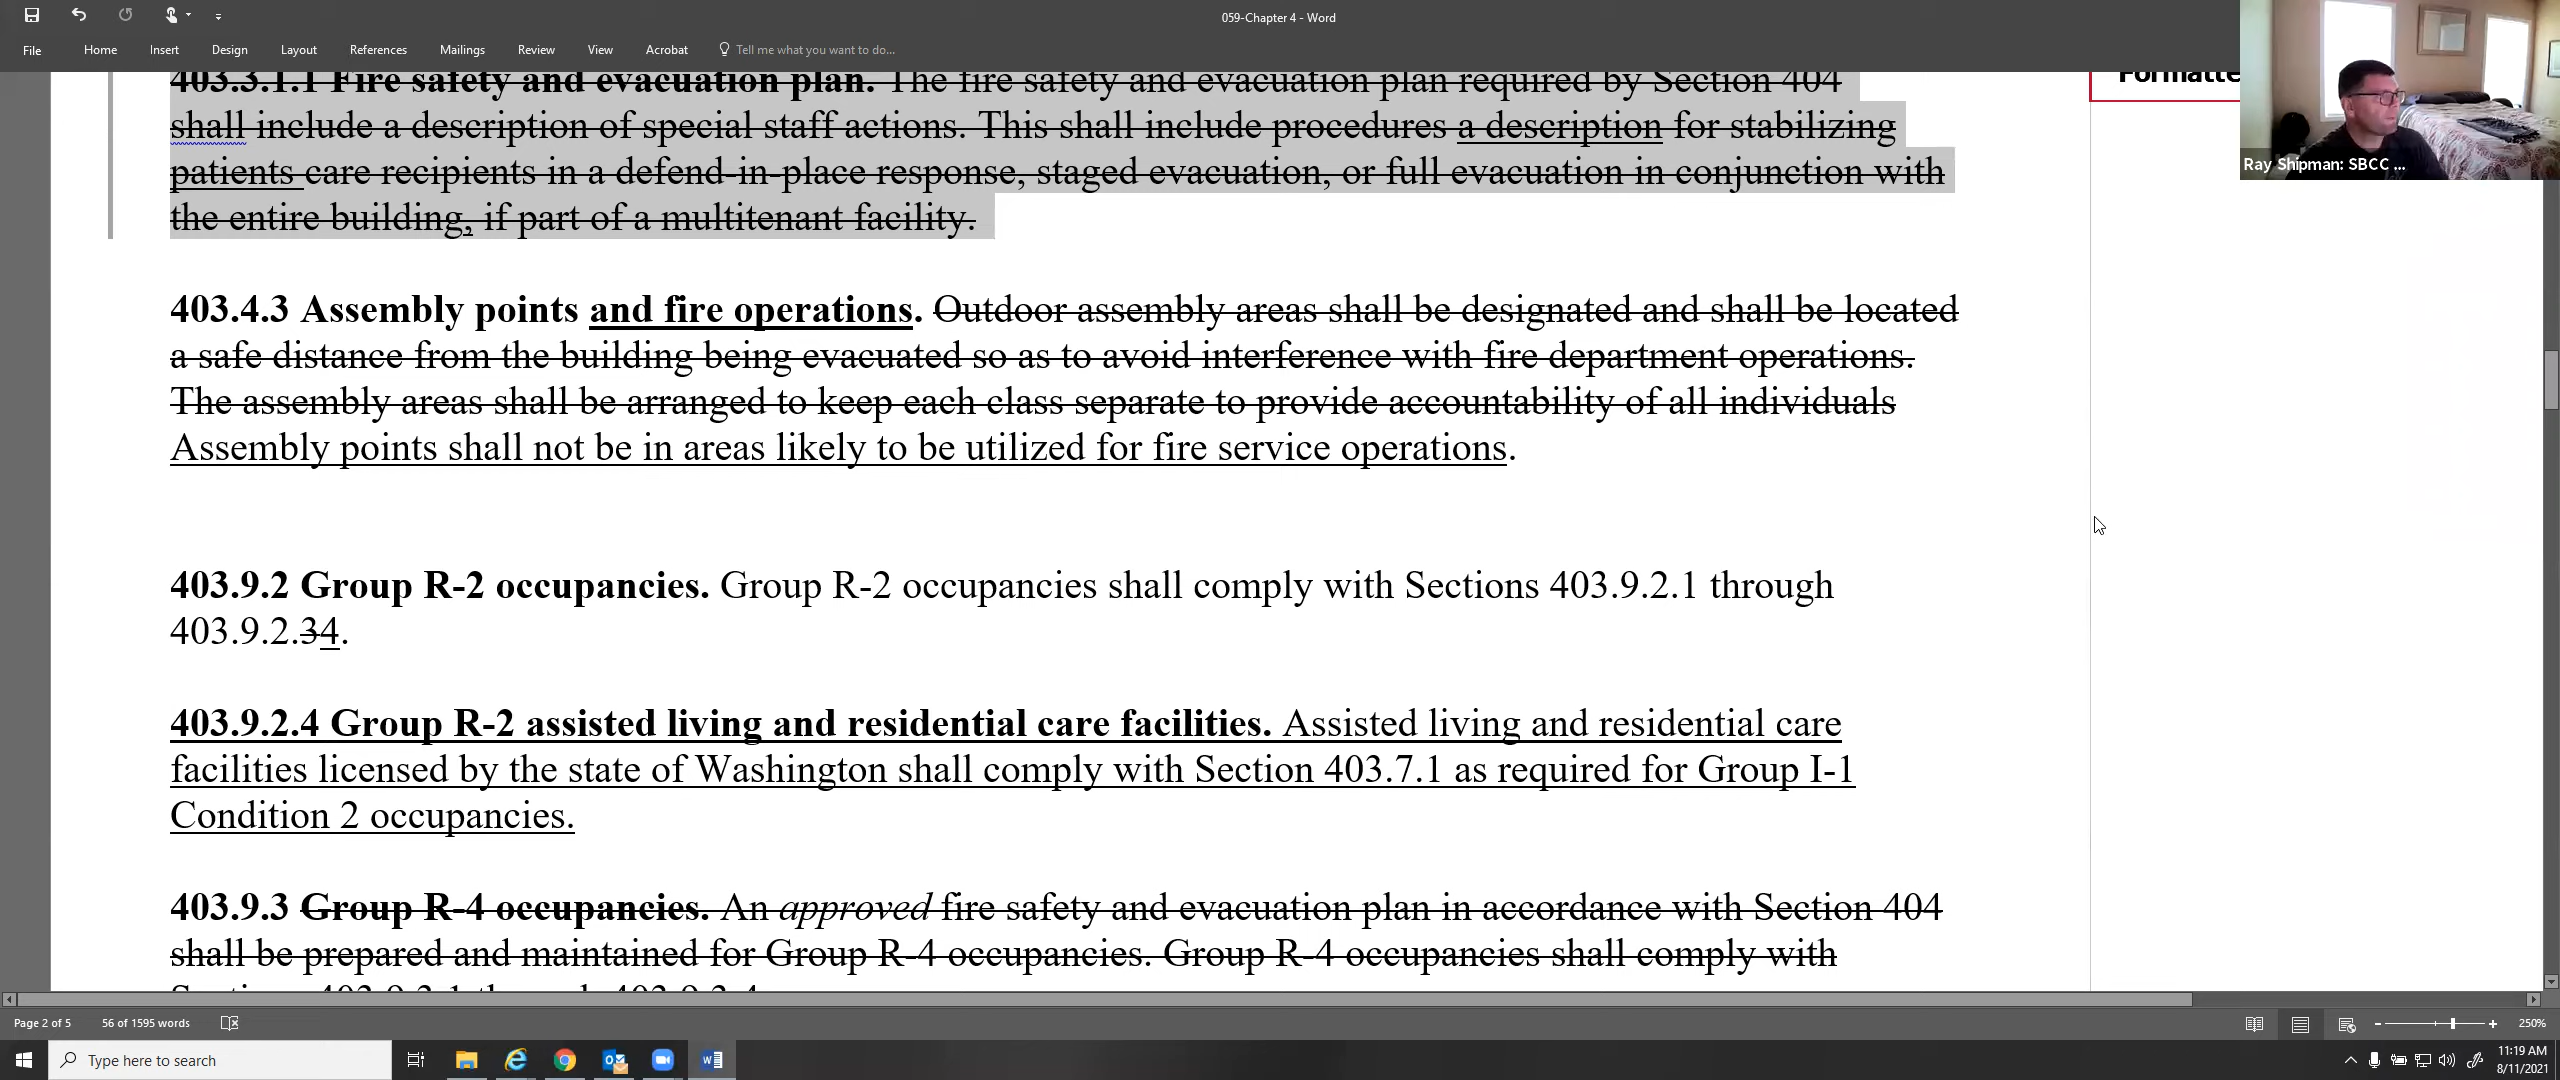 059-Chapter 4 - Word
File Home Insert Design Layout References Mailings Review View Acrobat Tell me what you want to do...
403.3.1.1 Fire safety and evacuation plan. The fire safety and evacuation plan required by Section 404
shall include a description of special staff actions. This shall include procedures a description for stabilizing
patients care recipients in a defend-in-place response, staged evacuation, or full evacuation in conjunction with
the entire building, if part of a multitenant facility.
Formatte
Ray Shipman: SBCC ...
403.4.3 Assembly points and fire operations. Outdoor assembly areas shall be designated and shall be located
a safe distance from the building being evacuated so as to avoid interference with fire department operations.
The assembly areas shall be arranged to keep each class separate to provide accountability of all individuals
Assembly points shall not be in areas likely to be utilized for fire service operations.
403.9.2 Group R-2 occupancies. Group R-2 occupancies shall comply with Sections 403.9.2.1 through
403.9.2.34.
403.9.2.4 Group R-2 assisted living and residential care facilities. Assisted living and residential care
facilities licensed by the state of Washington shall comply with Section 403.7.1 as required for Group I-1
Condition 2 occupancies.
403.9.3 Group R-4 occupancies. An approved fire safety and evacuation plan in accordance with Section 404
shall be prepared and maintained for Group R-4 occupancies. Group R-4 occupancies shall comply with
Page 2 of 5 56 of 1595 words 250%
Type here to search
11:19 AM
8/11/2021